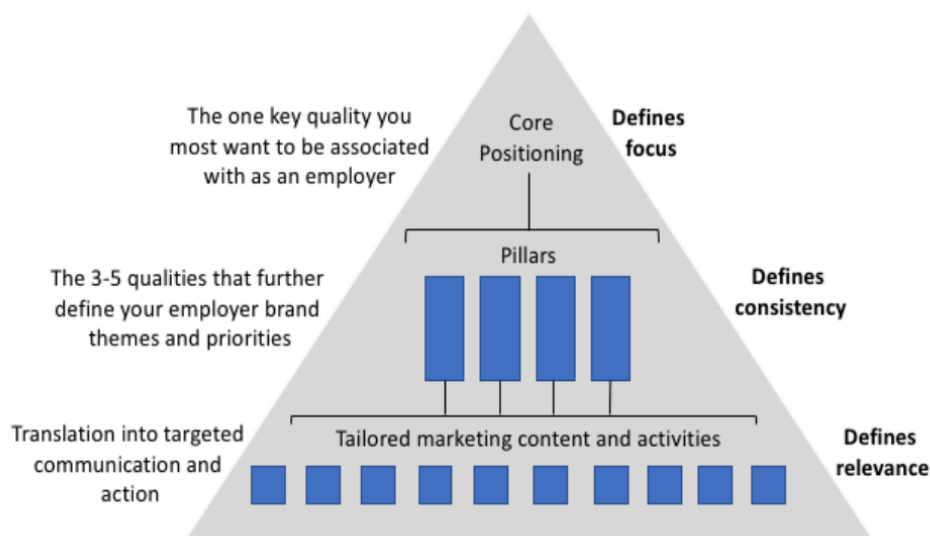 The one key quality you
most want to be associated
with as an employer
Core
Positioning
Defines
focus
Pillars
The 3-5 qualities that further
define your employer brand
themes and priorities
Defines
consistency
Translation into targeted
communication and
action
Tailored marketing content and activities
Defines
relevance